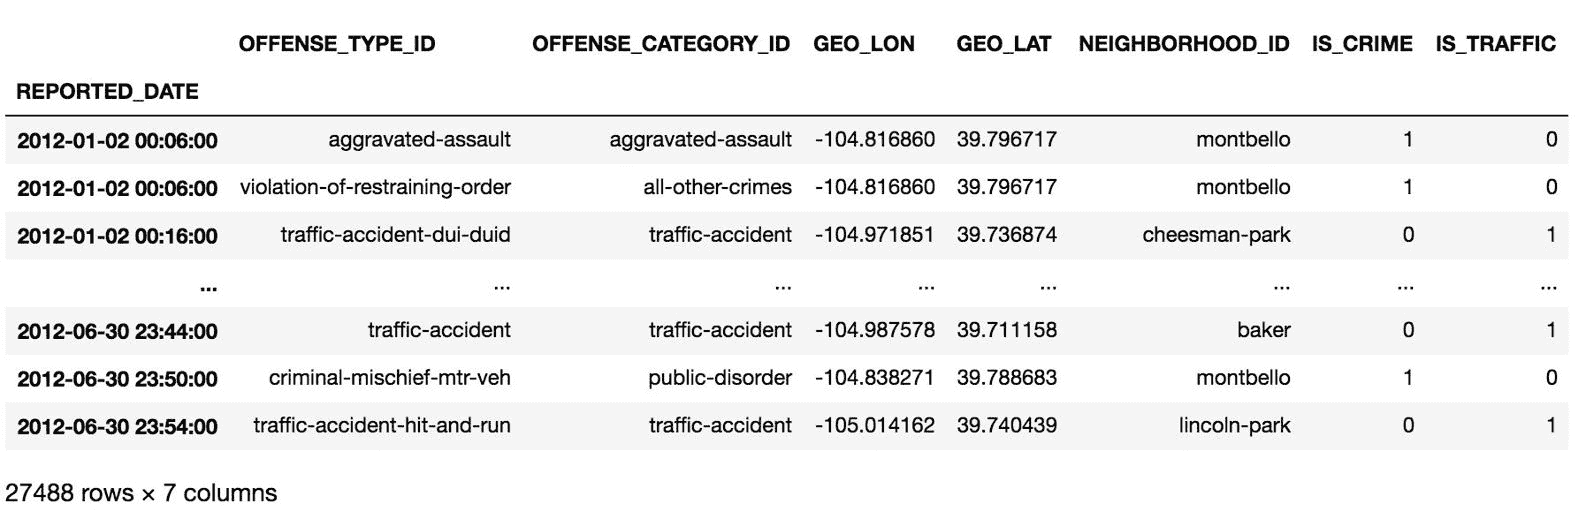 OFFENSE_TYPE_ID OFFENSE_CATEGORY_ID GEO_LON GEO_LAT NEIGHBORHOOD_ID IS_CRIME IS_TRAFFIC
REPORTED_DATE
2012-01-02 00:06:00 aggravated-assault aggravated-assault -104.816860 39.796717 montbello 1 0
2012-01-02 00:06:00 violation-of-restraining-order all-other-crimes -104.816860 39.796717 montbello 1 0
2012-01-02 00:16:00 traffic-accident-dui-duid traffic-accident -104.971851 39.736874 cheesman-park 0 1
... ... ... ... ... ... ... ...
2012-06-30 23:44:00 traffic-accident traffic-accident -104.987578 39.711158 baker 0 1
2012-06-30 23:50:00 criminal-mischief-mtr-veh public-disorder -104.838271 39.788683 montbello 1 0
2012-06-30 23:54:00 traffic-accident-hit-and-run traffic-accident -105.014162 39.740439 lincoln-park 0 1
27488 rows × 7 columns